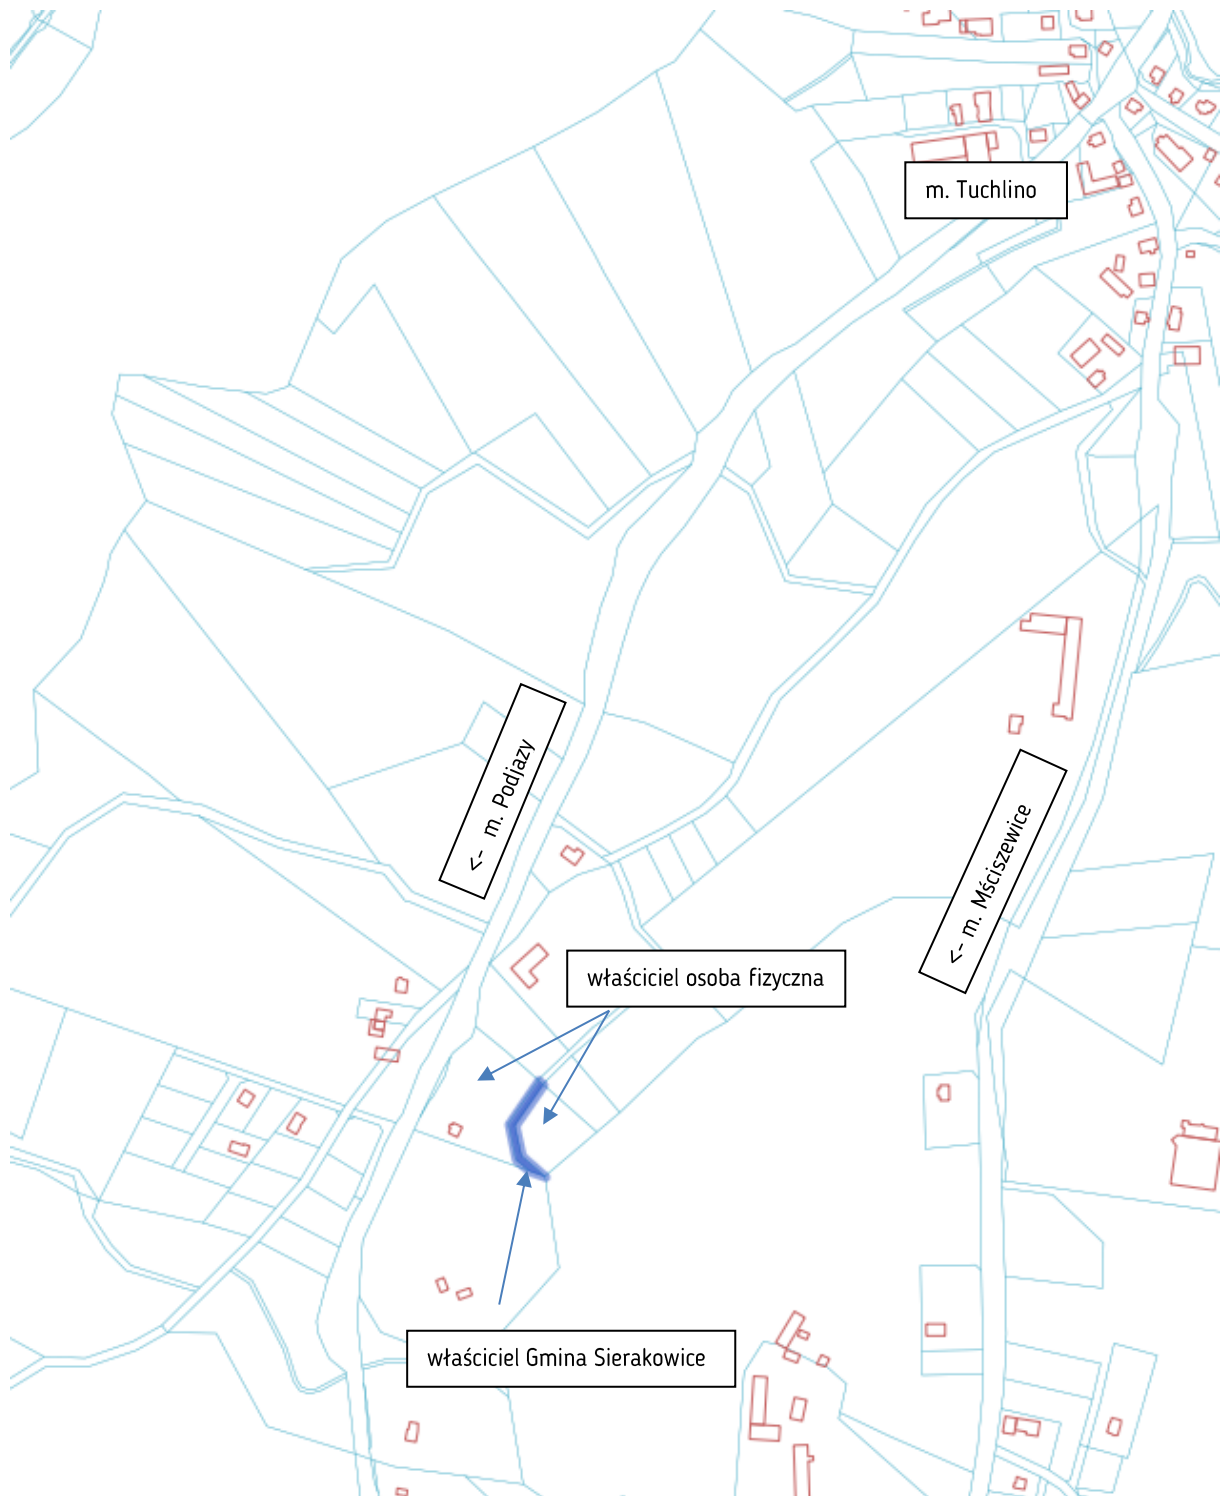 m. Tuchlino
<- m. Podjazy
<- m. Mściszewice
właściciel osoba fizyczna
właściciel Gmina Sierakowice